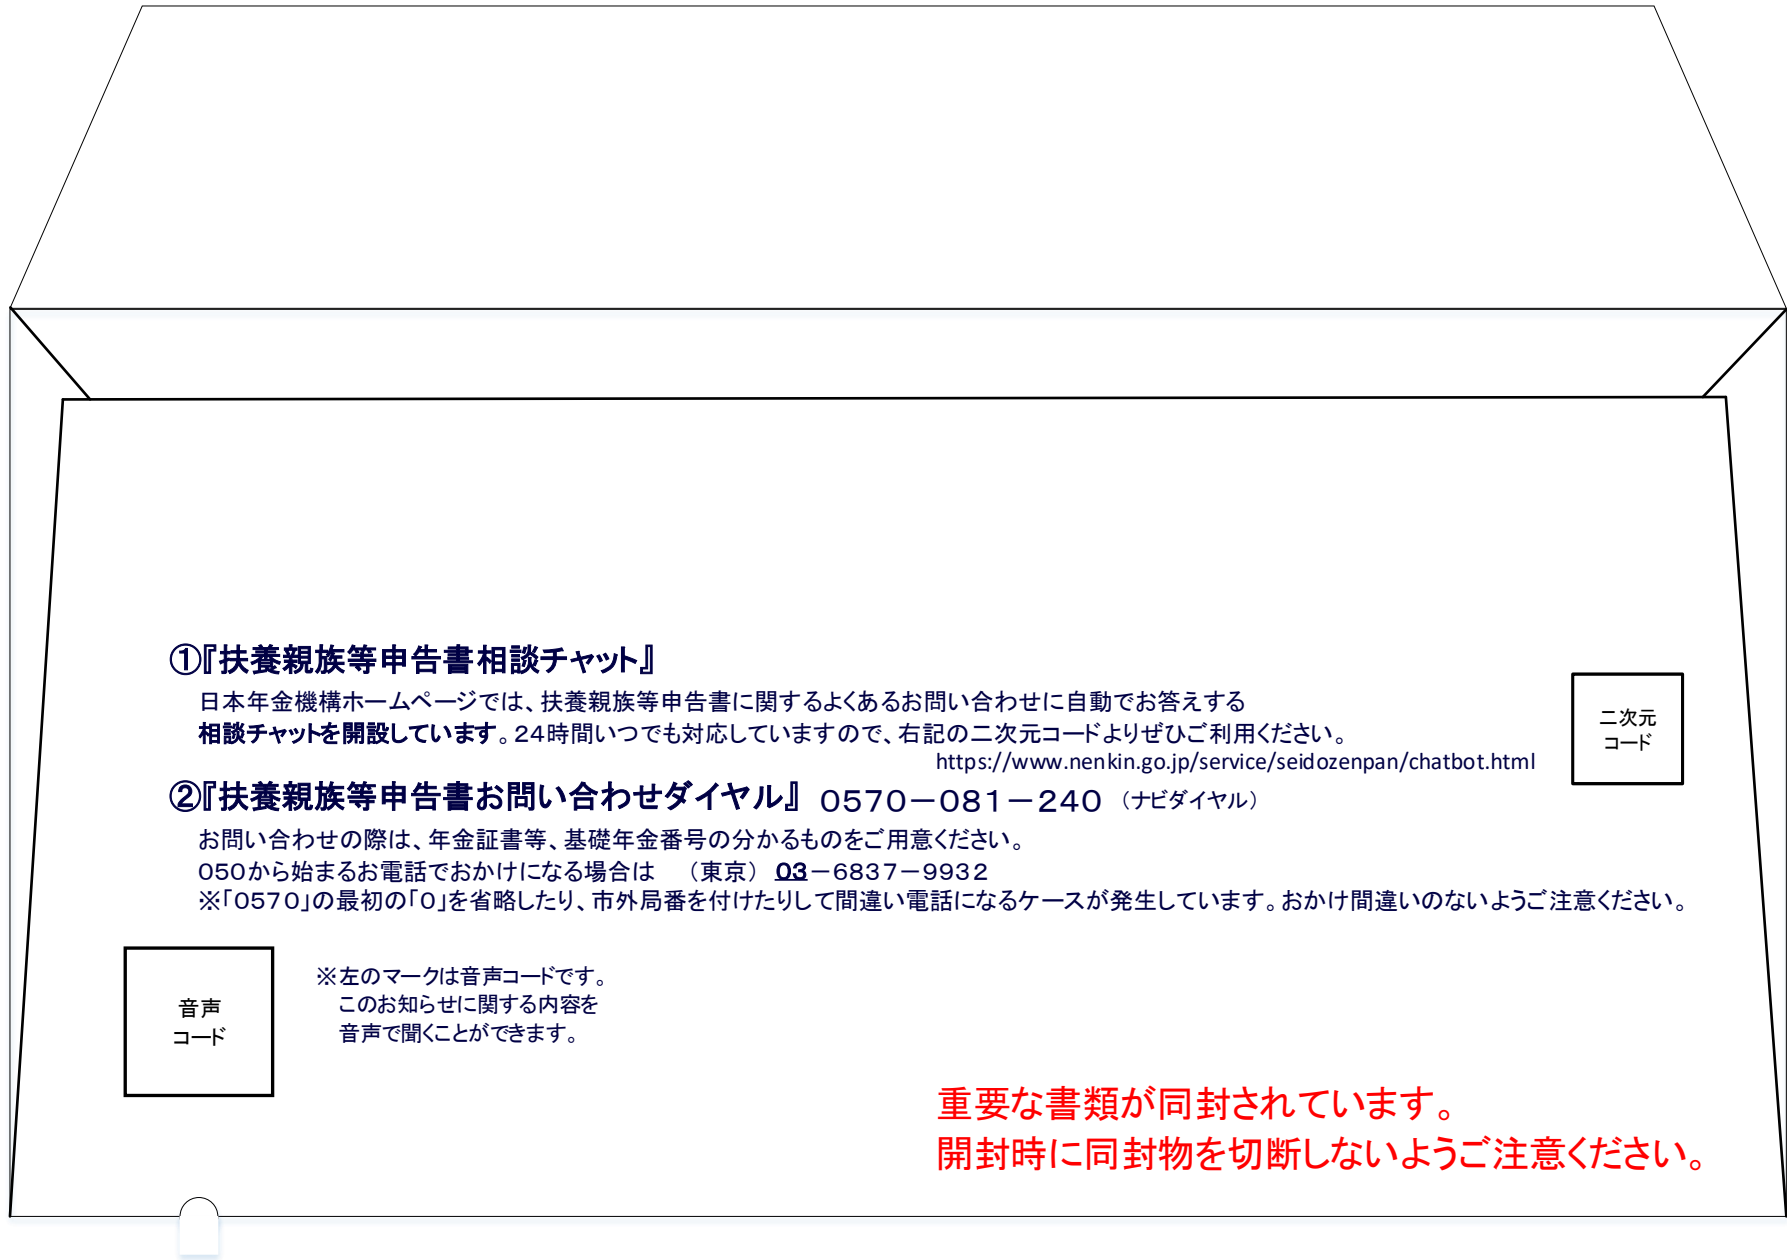 ①『扶養親族等申告書相談チャット』
日本年金機構ホームページでは、扶養親族等申告書に関するよくあるお問い合わせに自動でお答えする
相談チャットを開設しています。24時間いつでも対応していますので、右記の二次元コードよりぜひご利用ください。
https://www.nenkin.go.jp/service/seidozenpan/chatbot.html
二次元
コード
②『扶養親族等申告書お問い合わせダイヤル』 0570-081-240 (ナビダイヤル)
お問い合わせの際は、年金証書等、基礎年金番号の分かるものをご用意ください。
050から始まるお電話でおかけになる場合は (東京) 03-6837-9932
※「0570」の最初の「0」を省略したり、市外局番を付けたりして間違い電話になるケースが発生しています。おかけ間違いのないようご注意ください。
音声
コード
※左のマークは音声コードです。
このお知らせに関する内容を
音声で聞くことができます。
重要な書類が同封されています。
開封時に同封物を切断しないようご注意ください。